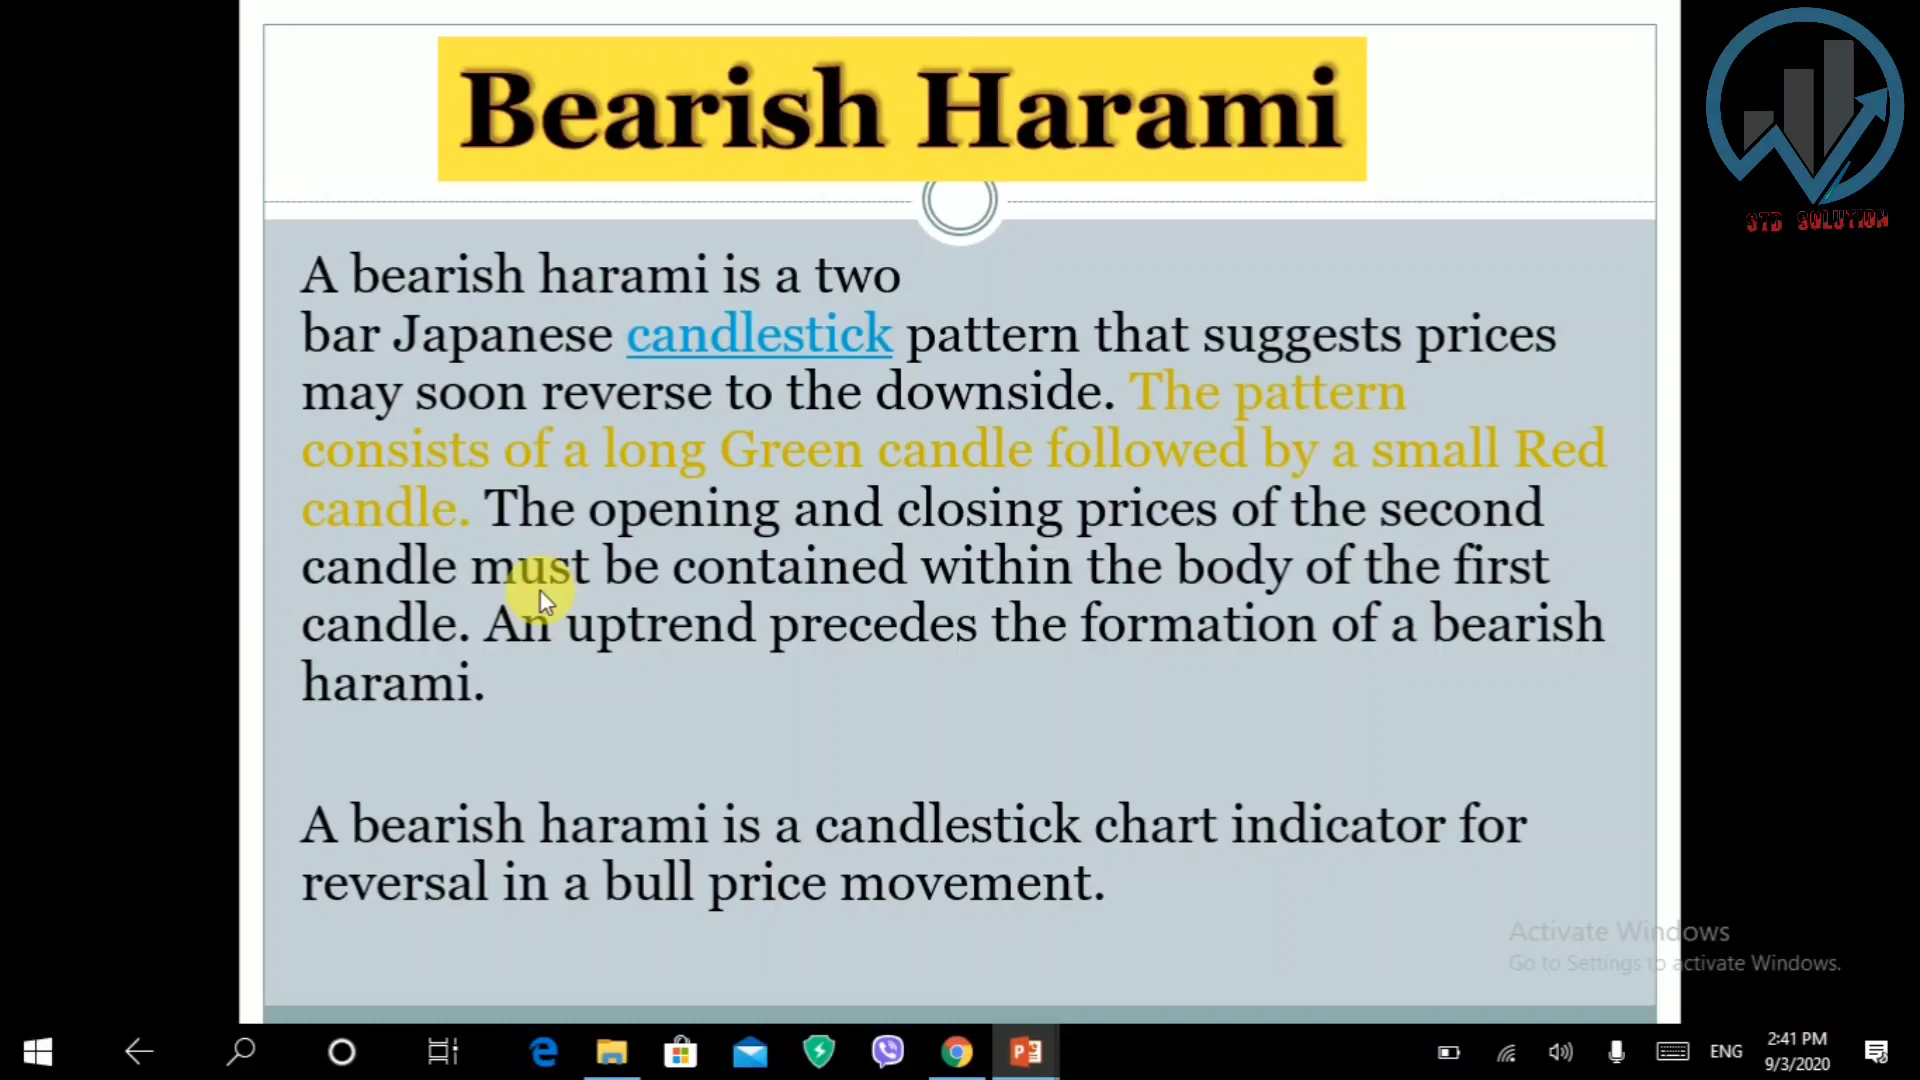 Bearish Harami
STD SOLUTION
A bearish harami is a two
bar Japanese candlestick pattern that suggests prices
may soon reverse to the downside. The pattern
consists of a long Green candle followed by a small Red
candle. The opening and closing prices of the second
candle must be contained within the body of the first
candle. An uptrend precedes the formation of a bearish
harami.
A bearish harami is a candlestick chart indicator for
reversal in a bull price movement.
Activate Windows
Go to Settings to activate Windows.
ENG
2:41 PM
9/3/2020